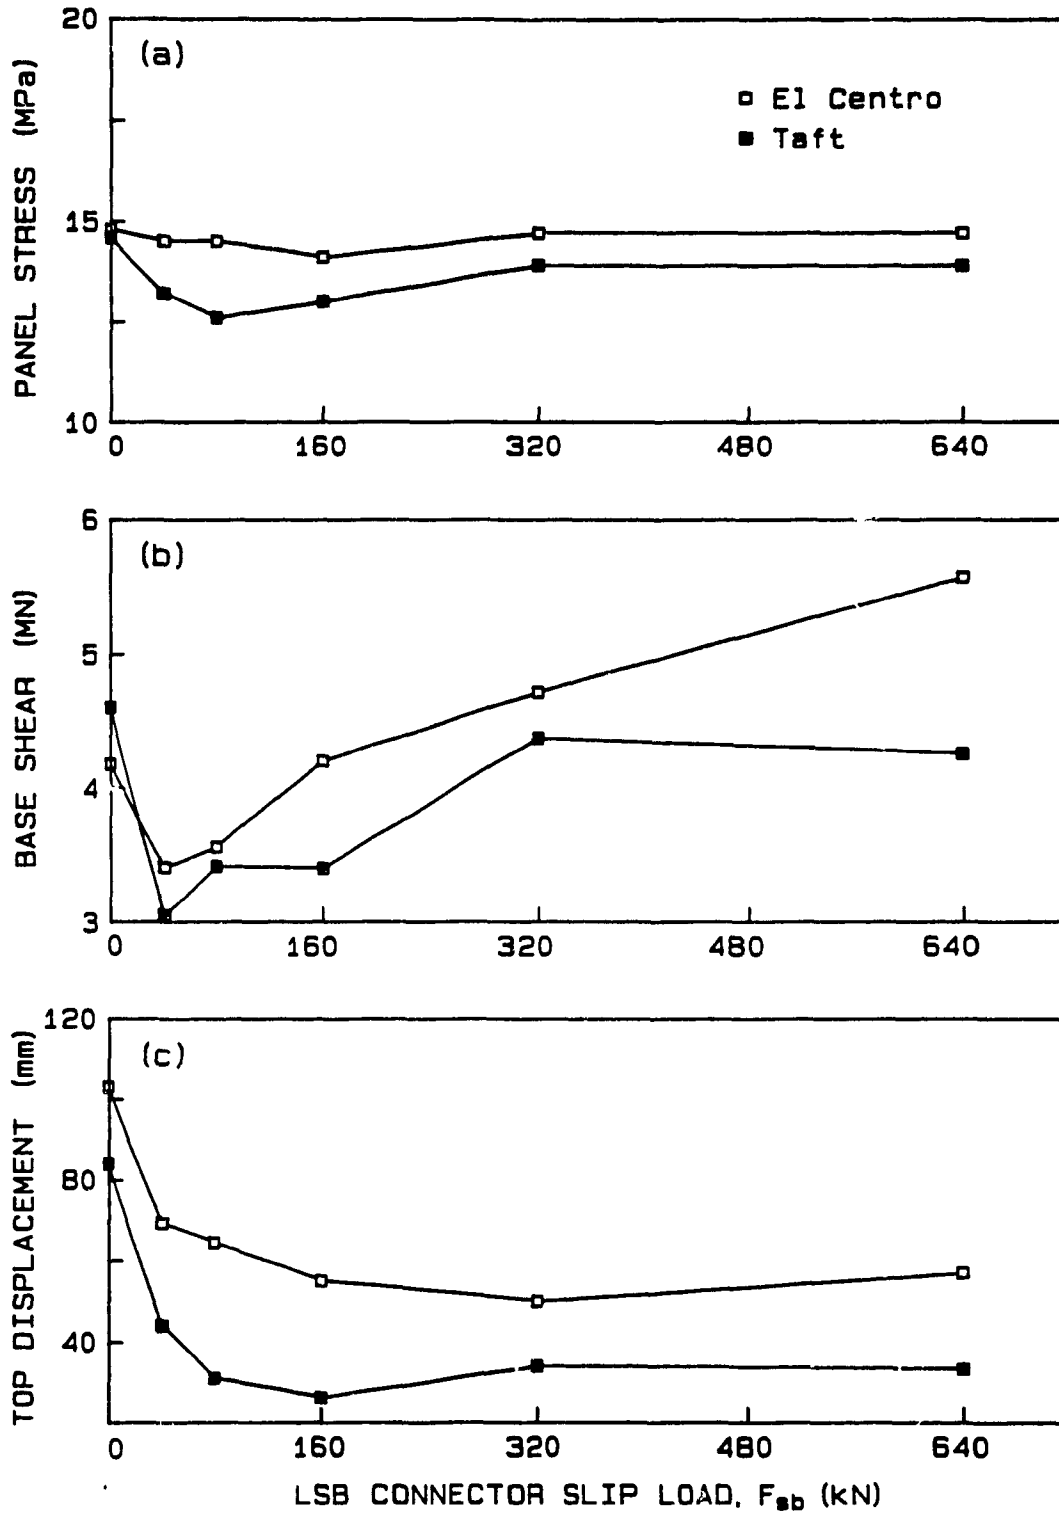 20
(a)
El Centro
Taft
15
10
PANEL STRESS (MPa)
0 160 320 480 640
6
(b)
5
4
3
BASE SHEAR (MN)
0 160 320 480 640
120
(c)
80
40
TOP DISPLACEMENT (mm)
0 160 320 480 640
LSB CONNECTOR SLIP LOAD, Fsb (kN)